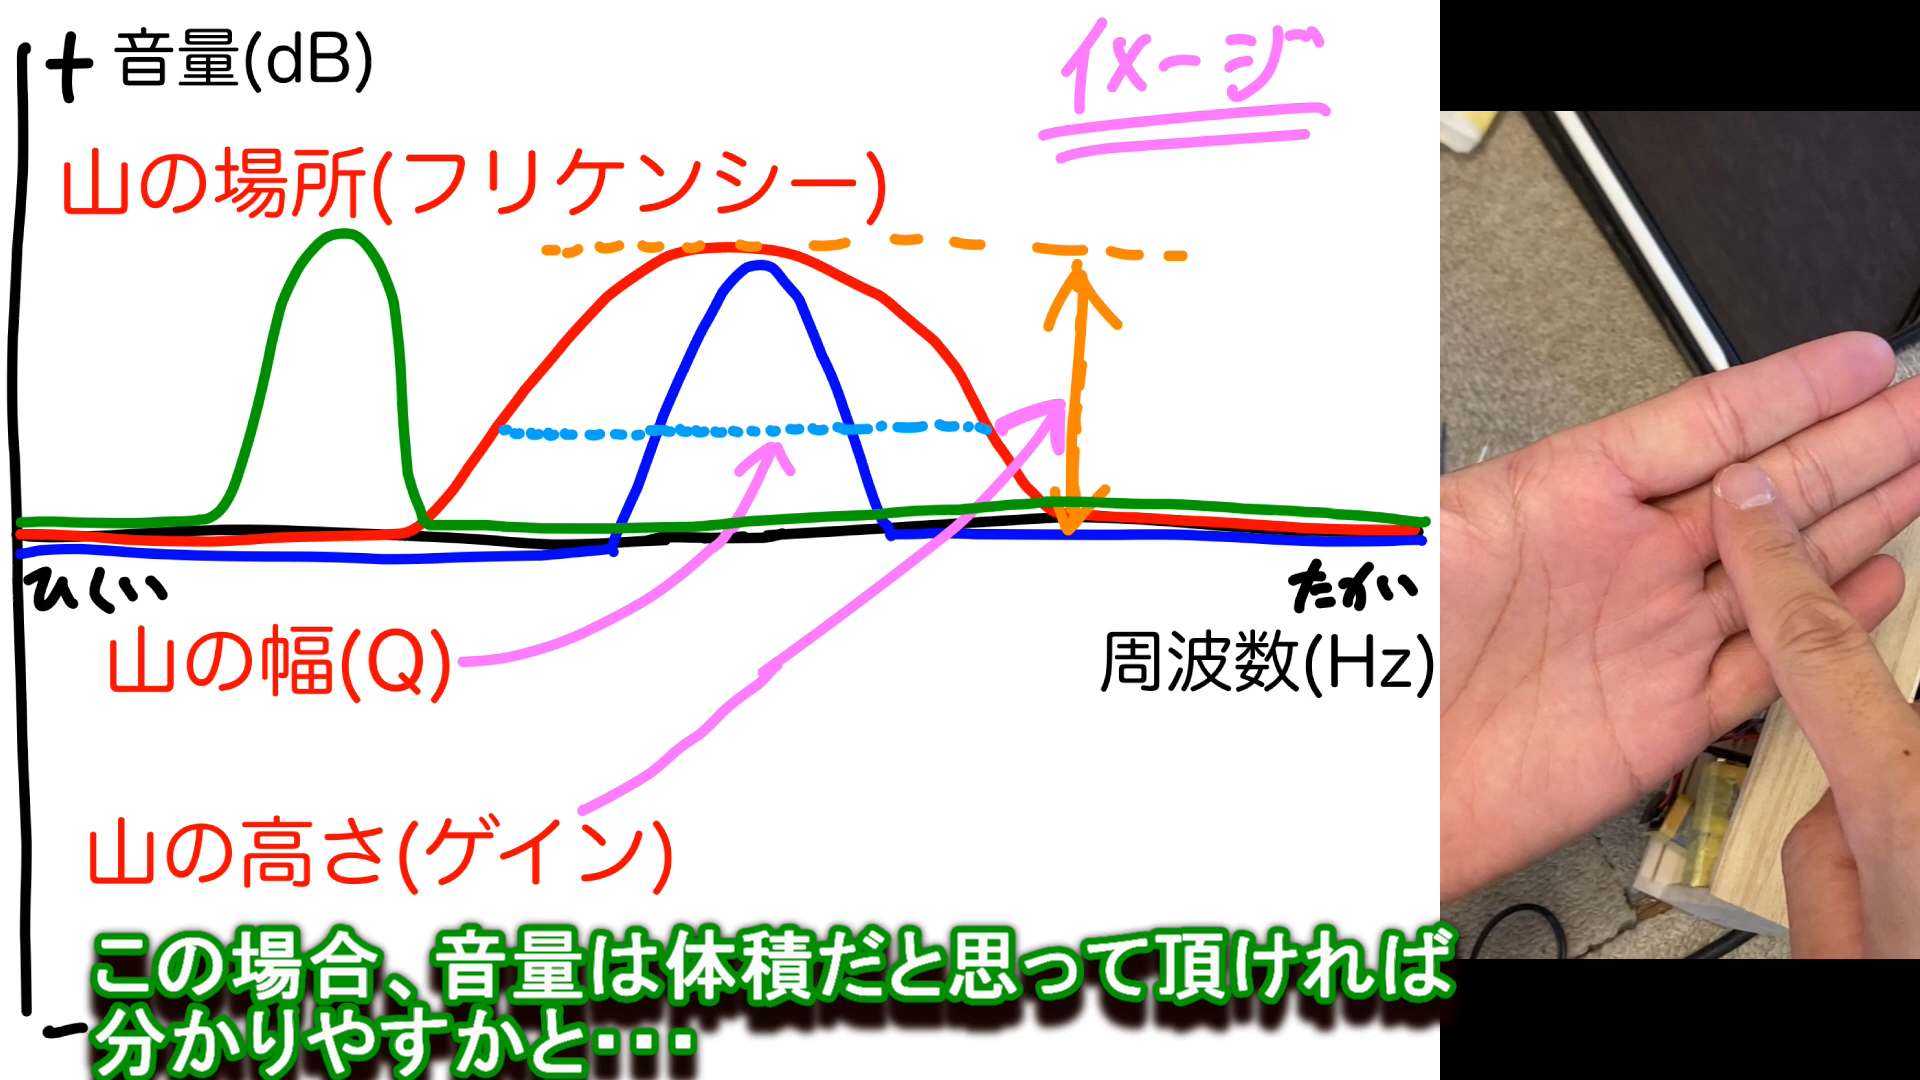 + 音量(dB)
イメージ
山の場所(フリケンシー)
ひくい
たかい
山の幅(Q)
周波数(Hz)
山の高さ(ゲイン)
この場合、音量は体積だと思って頂ければ
-
分かりやすかと・・・